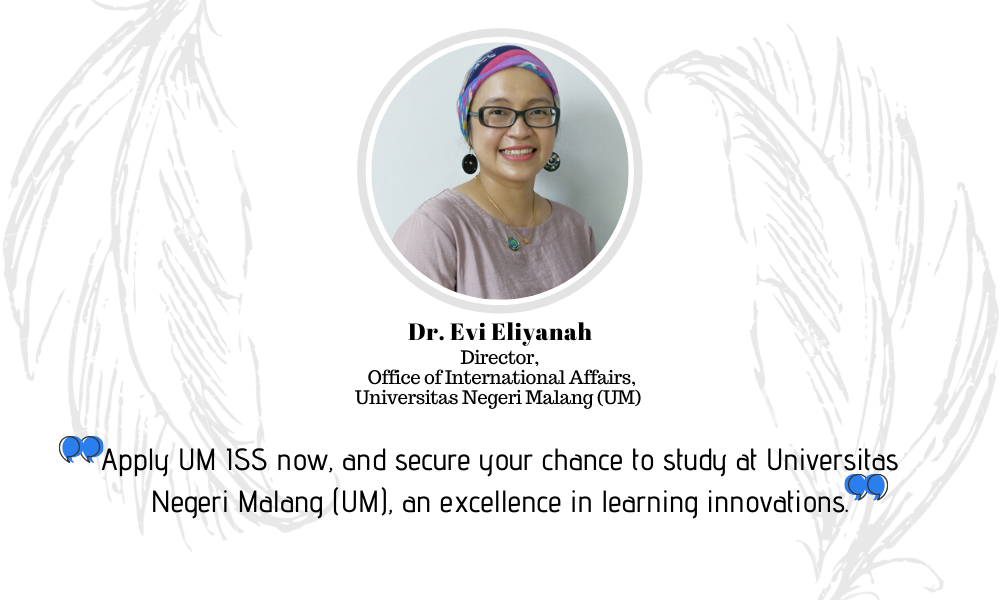 Dr. Evi Eliyanah
Director,
Office of International Affairs,
Universitas Negeri Malang (UM)
Apply UM ISS now, and secure your chance to study at Universitas
Negeri Malang (UM), an excellence in learning innovations.